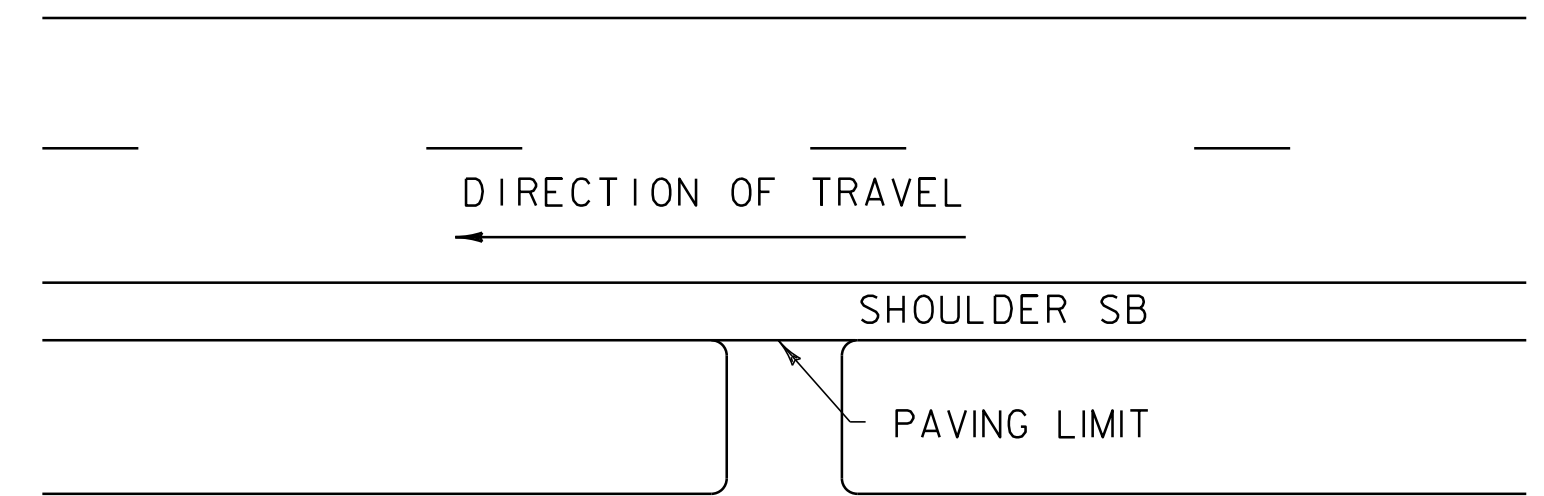 DIRECTION OF TRAVEL
SHOULDER SB
PAVING LIMIT